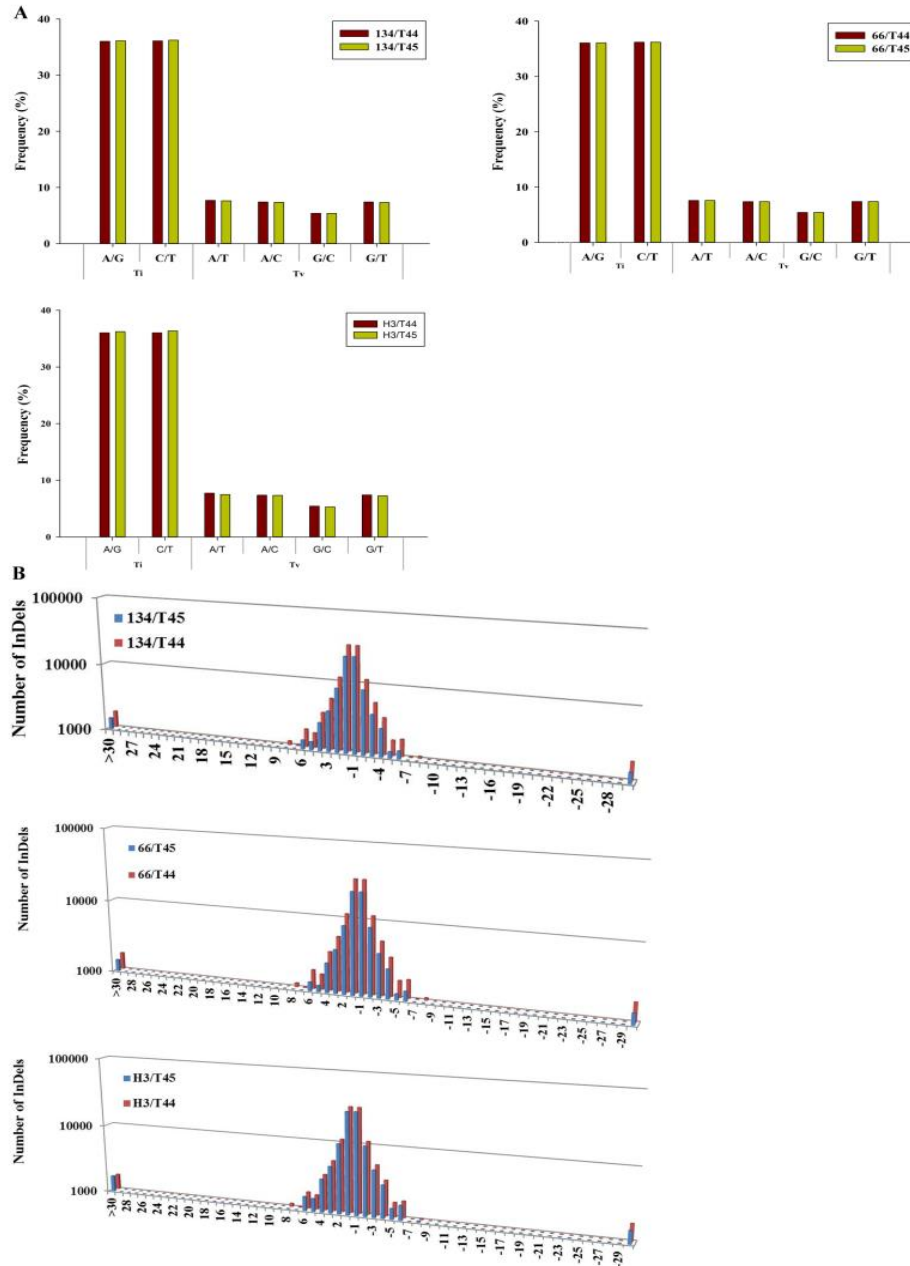 A
40
30
20
10
0
Frequency (%)
134/T44
134/T45
A/G C/T A/T A/C G/C G/T
Ti Tv
40
30
20
10
0
Frequency (%)
66/T44
66/T45
A/G C/T A/T A/C G/C G/T
Ti Tv
40
30
20
10
0
Frequency (%)
H3/T44
H3/T45
A/G C/T A/T A/C G/C G/T
Ti Tv
B
100000
10000
1000
Number of InDels
134/T45
134/T44
>30 27 24 21 18 15 12 9 6 3 -1 -4 -7 -10 -13 -16 -19 -22 -25 -28
100000
10000
1000
Number of InDels
66/T45
66/T44
>30 28 26 24 22 20 18 16 14 12 10 8 6 4 2 -1 -3 -5 -7 -9 -11 -13 -15 -17 -19 -21 -23 -25 -27 -29
100000
10000
1000
Number of InDels
H3/T45
H3/T44
>30 28 26 24 22 20 18 16 14 12 10 8 6 4 2 -1 -3 -5 -7 -9 -11 -13 -15 -17 -19 -21 -23 -25 -27 -29